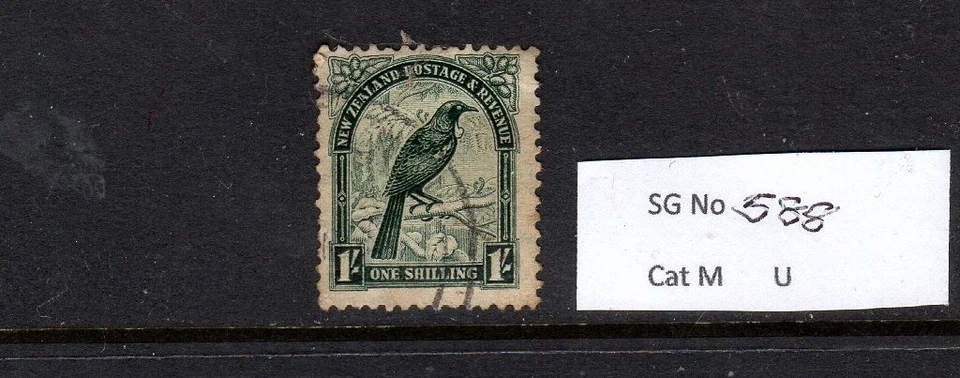 NEW ZEALAND POSTAGE & REVENUE
1/-
ONE SHILLING
1/-
SG No 588
Cat M U